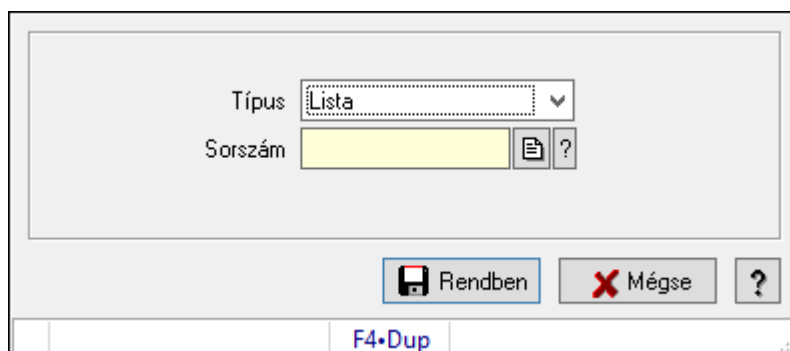 Típus Lista
Sorszám ?
Rendben Mégse ?
F4•Dup